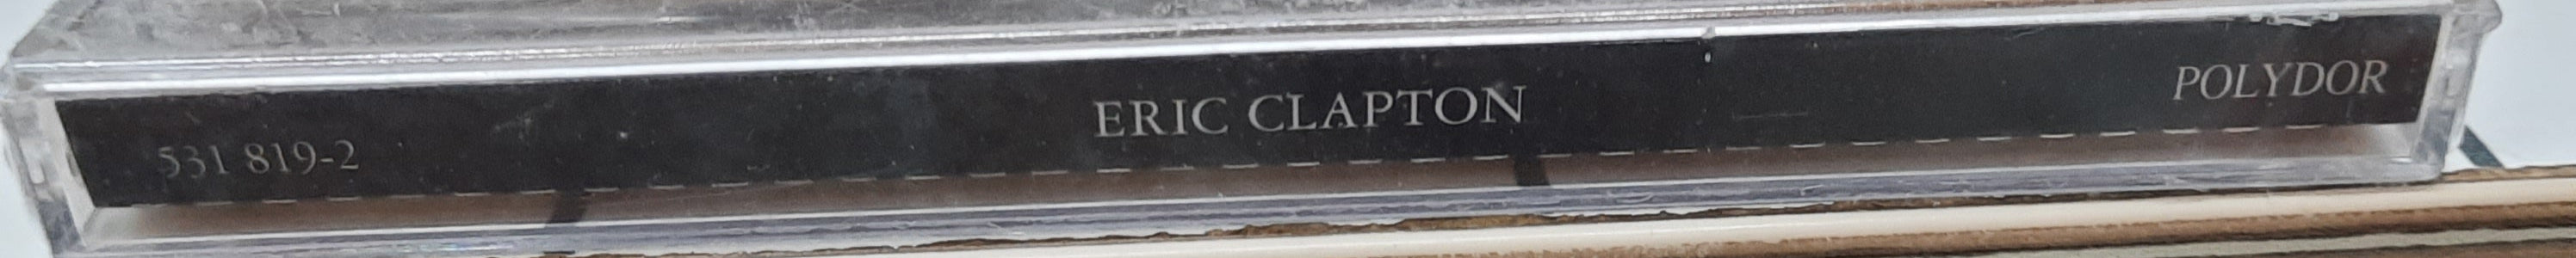 531 819-2 ERIC CLAPTON POLYDOR